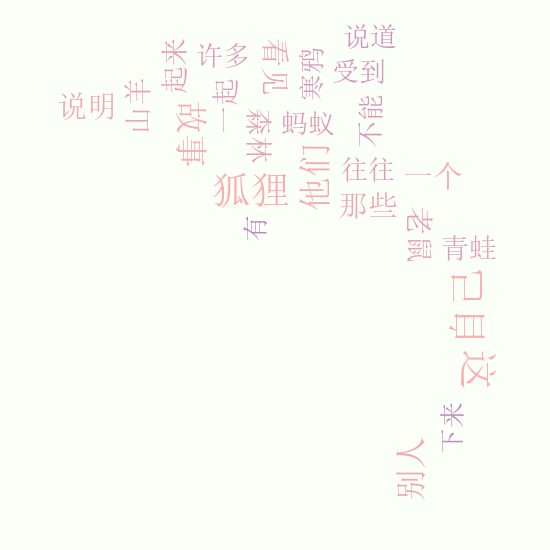 说道
许多
看见
起来
寒鸦
受到
一起
山羊
说明
故事
森林
蚂蚁
不能
他们
往往
一个
狐狸
那些
老鼠
有
青蛙
自己
这
下来
别人